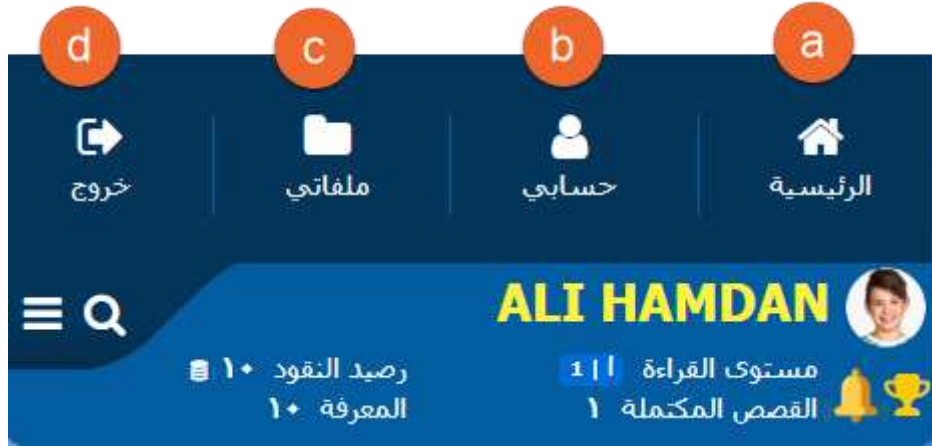 a b c d
الرئيسية حسابي ملفاتي خروج
ALI HAMDAN
مستوى القراءة أ | 1 رصيد النقود ١٠
القصص المكتملة ١ المعرفة ١٠